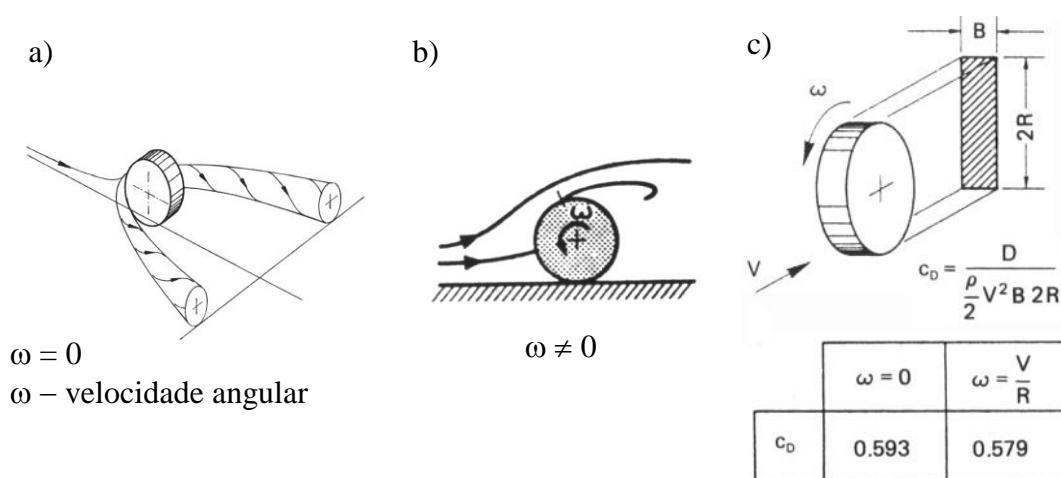 a)
ω = 0
ω – velocidade angular
b)
ω
ω ≠ 0
c)
B
ω
2R
V
c_D = D / (ρ/2 V² B 2R)
ω = 0 ω = V/R
c_D 0.593 0.579